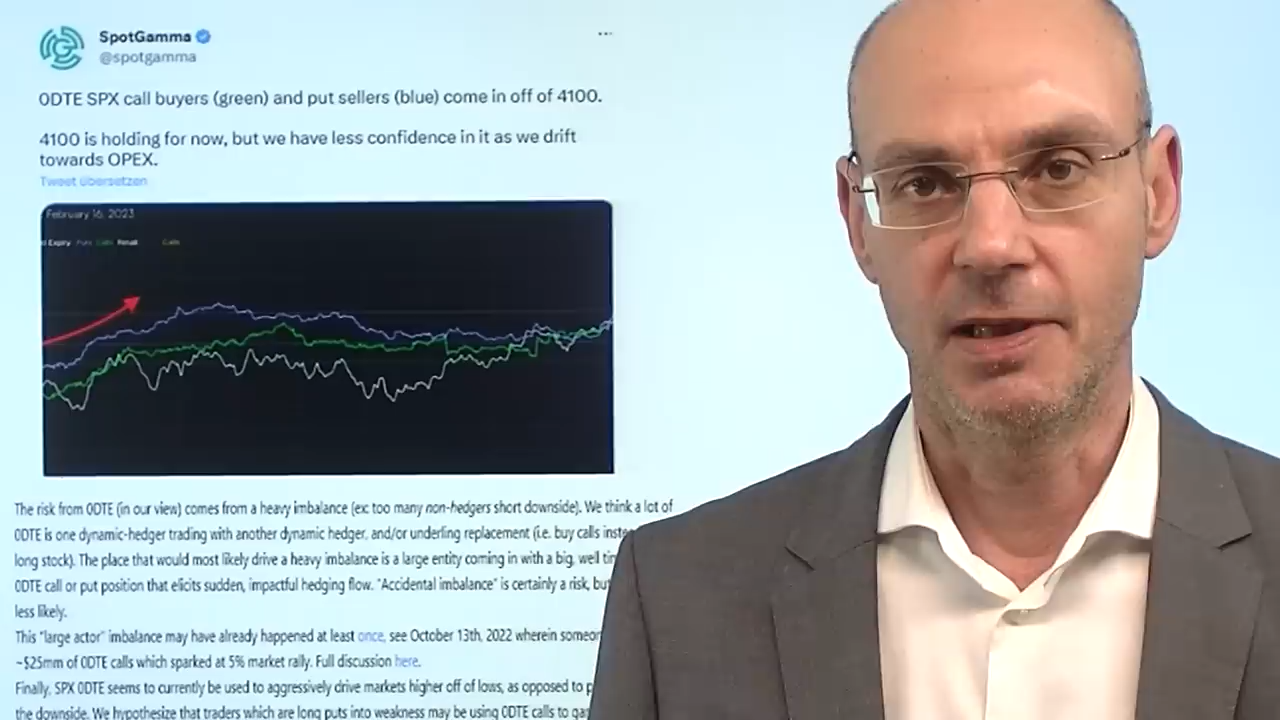 SpotGamma
@spotgamma
0DTE SPX call buyers (green) and put sellers (blue) come in off of 4100.
4100 is holding for now, but we have less confidence in it as we drift
towards OPEX.
Tweet übersetzen
February 16, 2023
Expiry Puts Calls Retail Calls
The risk from 0DTE (in our view) comes from a heavy imbalance (ex: too many non-hedgers short downside). We think a lot of
0DTE is one dynamic-hedger trading with another dynamic hedger, and/or underling replacement (i.e. buy calls
long stock). The place that would most likely drive a heavy imbalance is a large entity coming in with a big, well
0DTE call or put position that elicits sudden, impactful hedging flow. "Accidental imbalance" is certainly a risk, but
less likely.
This "large actor" imbalance may have already happened at least once, see October 13th, 2022 wherein
~$25mm of 0DTE calls which sparked at 5% market rally. Full discussion here.
Finally, SPX 0DTE seems to currently be used to aggressively drive markets higher off of lows, as opposed to
the downside. We hypothesize that traders which are long puts into weakness may be using 0DTE calls to